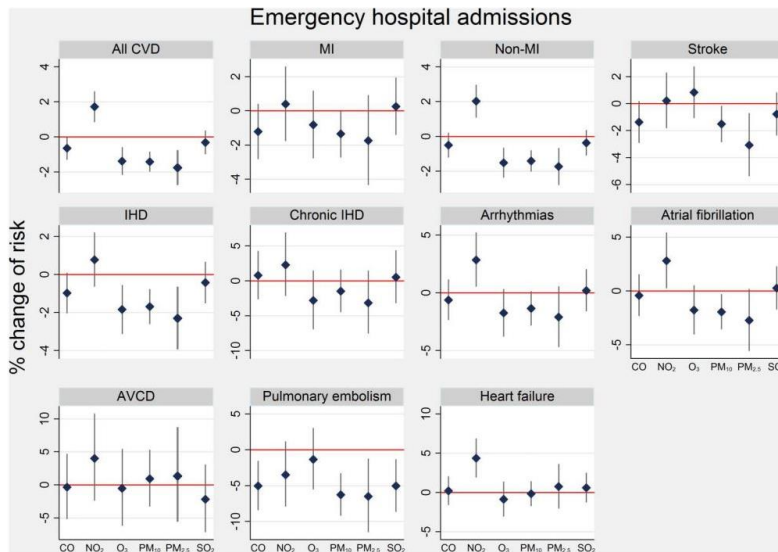 Emergency hospital admissions
% change of risk
All CVD
4
2
0
-2
MI
2
0
-2
-4
Non-MI
4
2
0
-2
Stroke
2
0
-2
-4
-6
IHD
2
0
-2
-4
Chronic IHD
5
0
-5
-10
Arrhythmias
5
0
-5
Atrial fibrillation
5
0
-5
CO NO₂ O₃ PM₁₀ PM₂.₅ SO
AVCD
10
5
0
-5
CO NO₂ O₃ PM₁₀ PM₂.₅ SO₂
Pulmonary embolism
5
0
-5
-10
CO NO₂ O₃ PM₁₀ PM₂.₅ SO₂
Heart failure
10
5
0
-5
CO NO₂ O₃ PM₁₀ PM₂.₅ SO₂